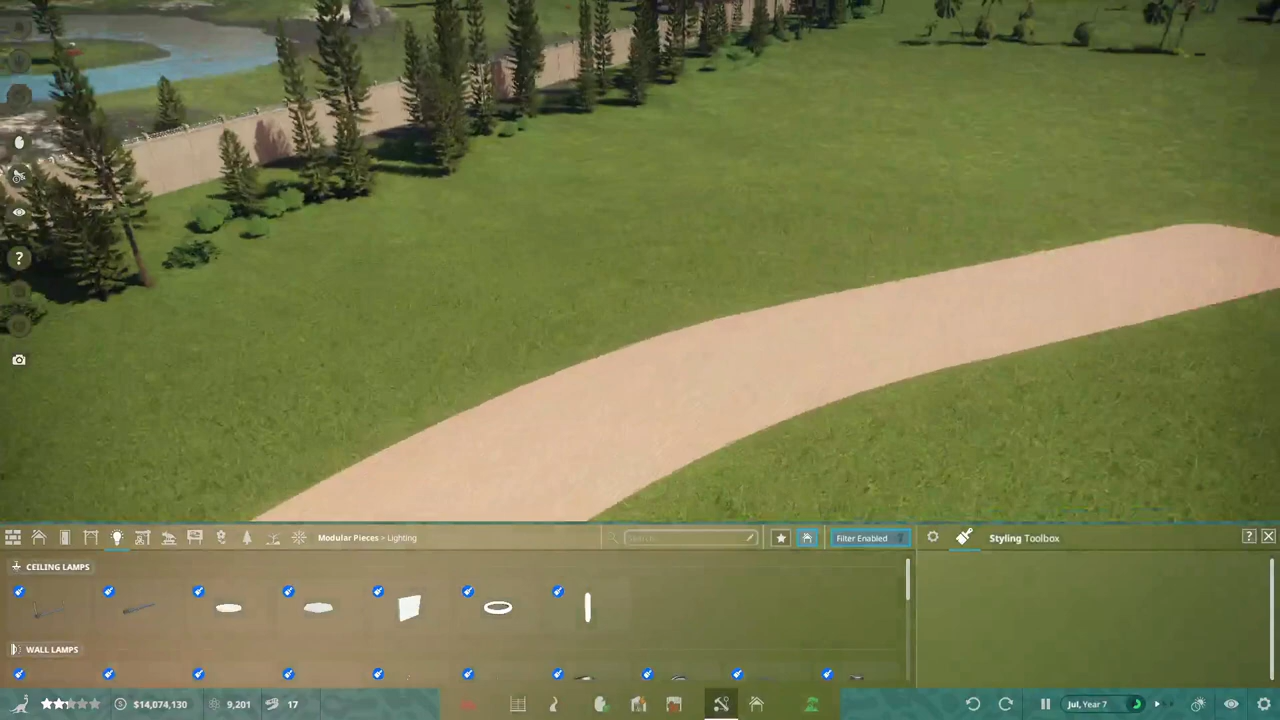 Modular Pieces > Lighting
Search...
Filter Enabled
Styling Toolbox
?
?
CEILING LAMPS
WALL LAMPS
$14,074,130
9,201
17
Jul, Year 7